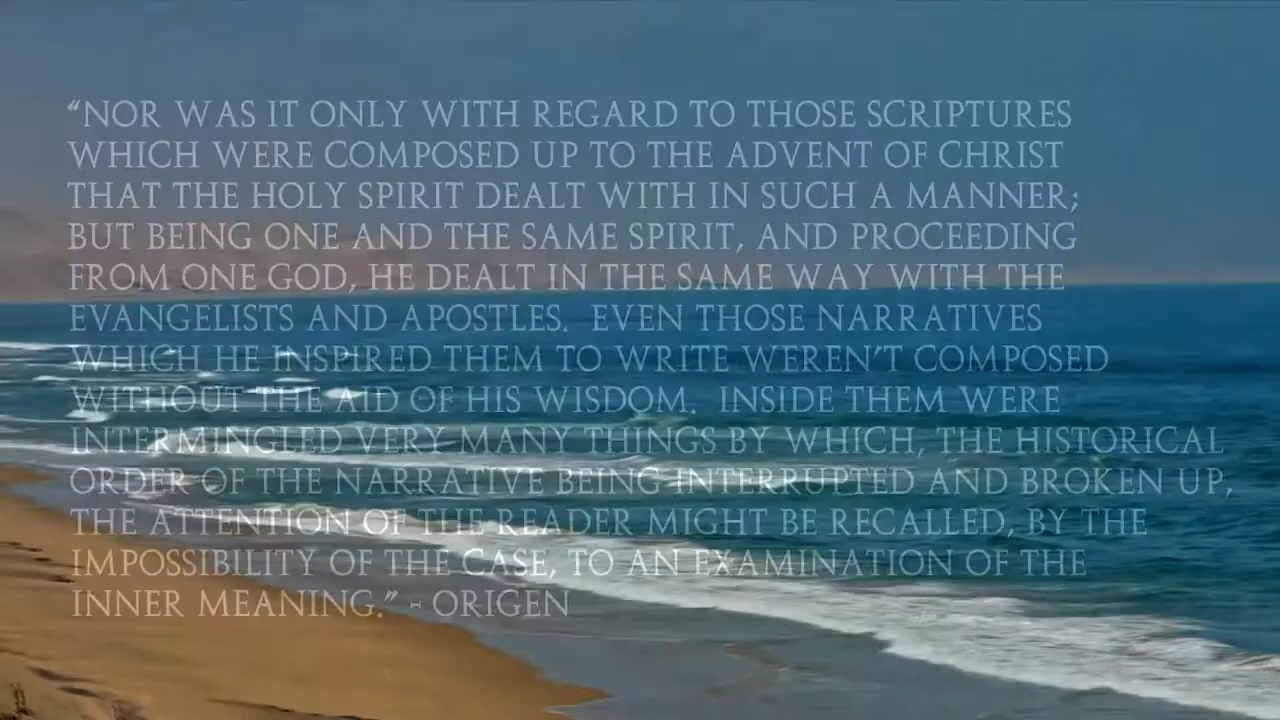 “NOR WAS IT ONLY WITH REGARD TO THOSE SCRIPTURES
WHICH WERE COMPOSED UP TO THE ADVENT OF CHRIST
THAT THE HOLY SPIRIT DEALT WITH IN SUCH A MANNER;
BUT BEING ONE AND THE SAME SPIRIT, AND PROCEEDING
FROM ONE GOD, HE DEALT IN THE SAME WAY WITH THE
EVANGELISTS AND APOSTLES. EVEN THOSE NARRATIVES
WHICH HE INSPIRED THEM TO WRITE WEREN’T COMPOSED
WITHOUT THE AID OF HIS WISDOM. INSIDE THEM WERE
INTERMINGLED VERY MANY THINGS BY WHICH, THE HISTORICAL
ORDER OF THE NARRATIVE BEING INTERRUPTED AND BROKEN UP,
THE ATTENTION OF THE READER MIGHT BE RECALLED, BY THE
IMPOSSIBILITY OF THE CASE, TO AN EXAMINATION OF THE
INNER MEANING.” - ORIGEN